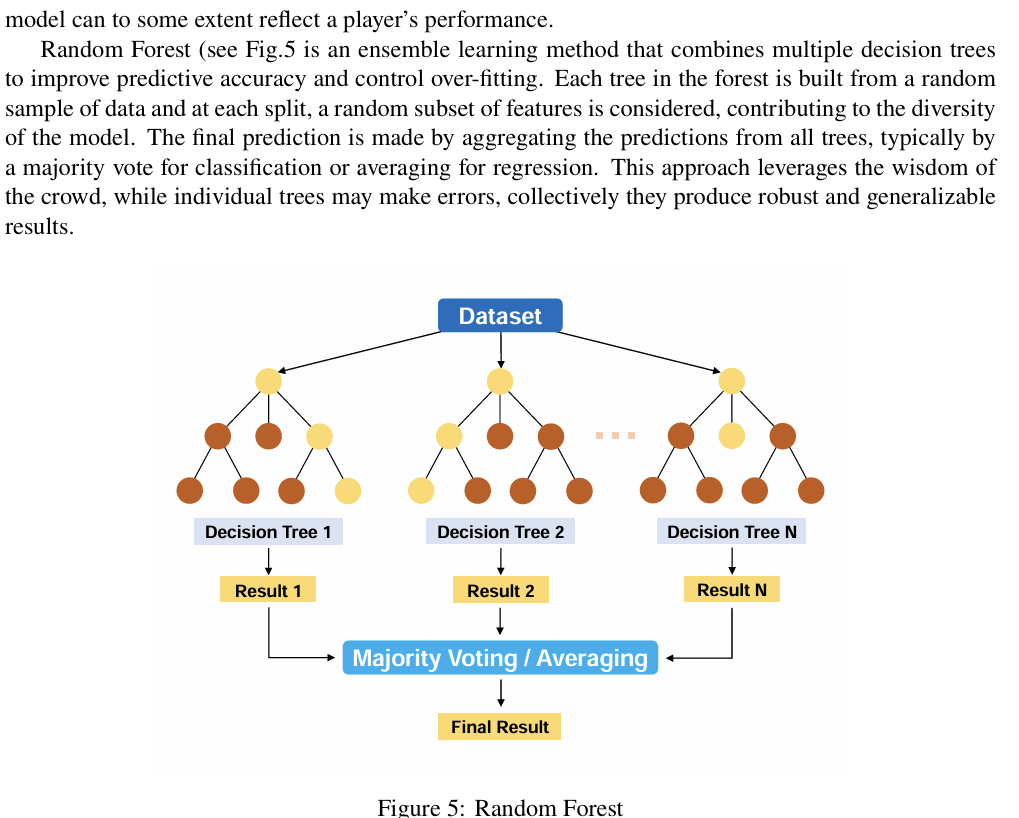 model can to some extent reflect a player's performance.
Random Forest (see Fig.5 is an ensemble learning method that combines multiple decision trees
to improve predictive accuracy and control over-fitting. Each tree in the forest is built from a random
sample of data and at each split, a random subset of features is considered, contributing to the diversity
of the model. The final prediction is made by aggregating the predictions from all trees, typically by
a majority vote for classification or averaging for regression. This approach leverages the wisdom of
the crowd, while individual trees may make errors, collectively they produce robust and generalizable
results.
Dataset
Decision Tree 1
Decision Tree 2
Decision Tree N
Result 1
Result 2
Result N
Majority Voting / Averaging
Final Result
Figure 5: Random Forest